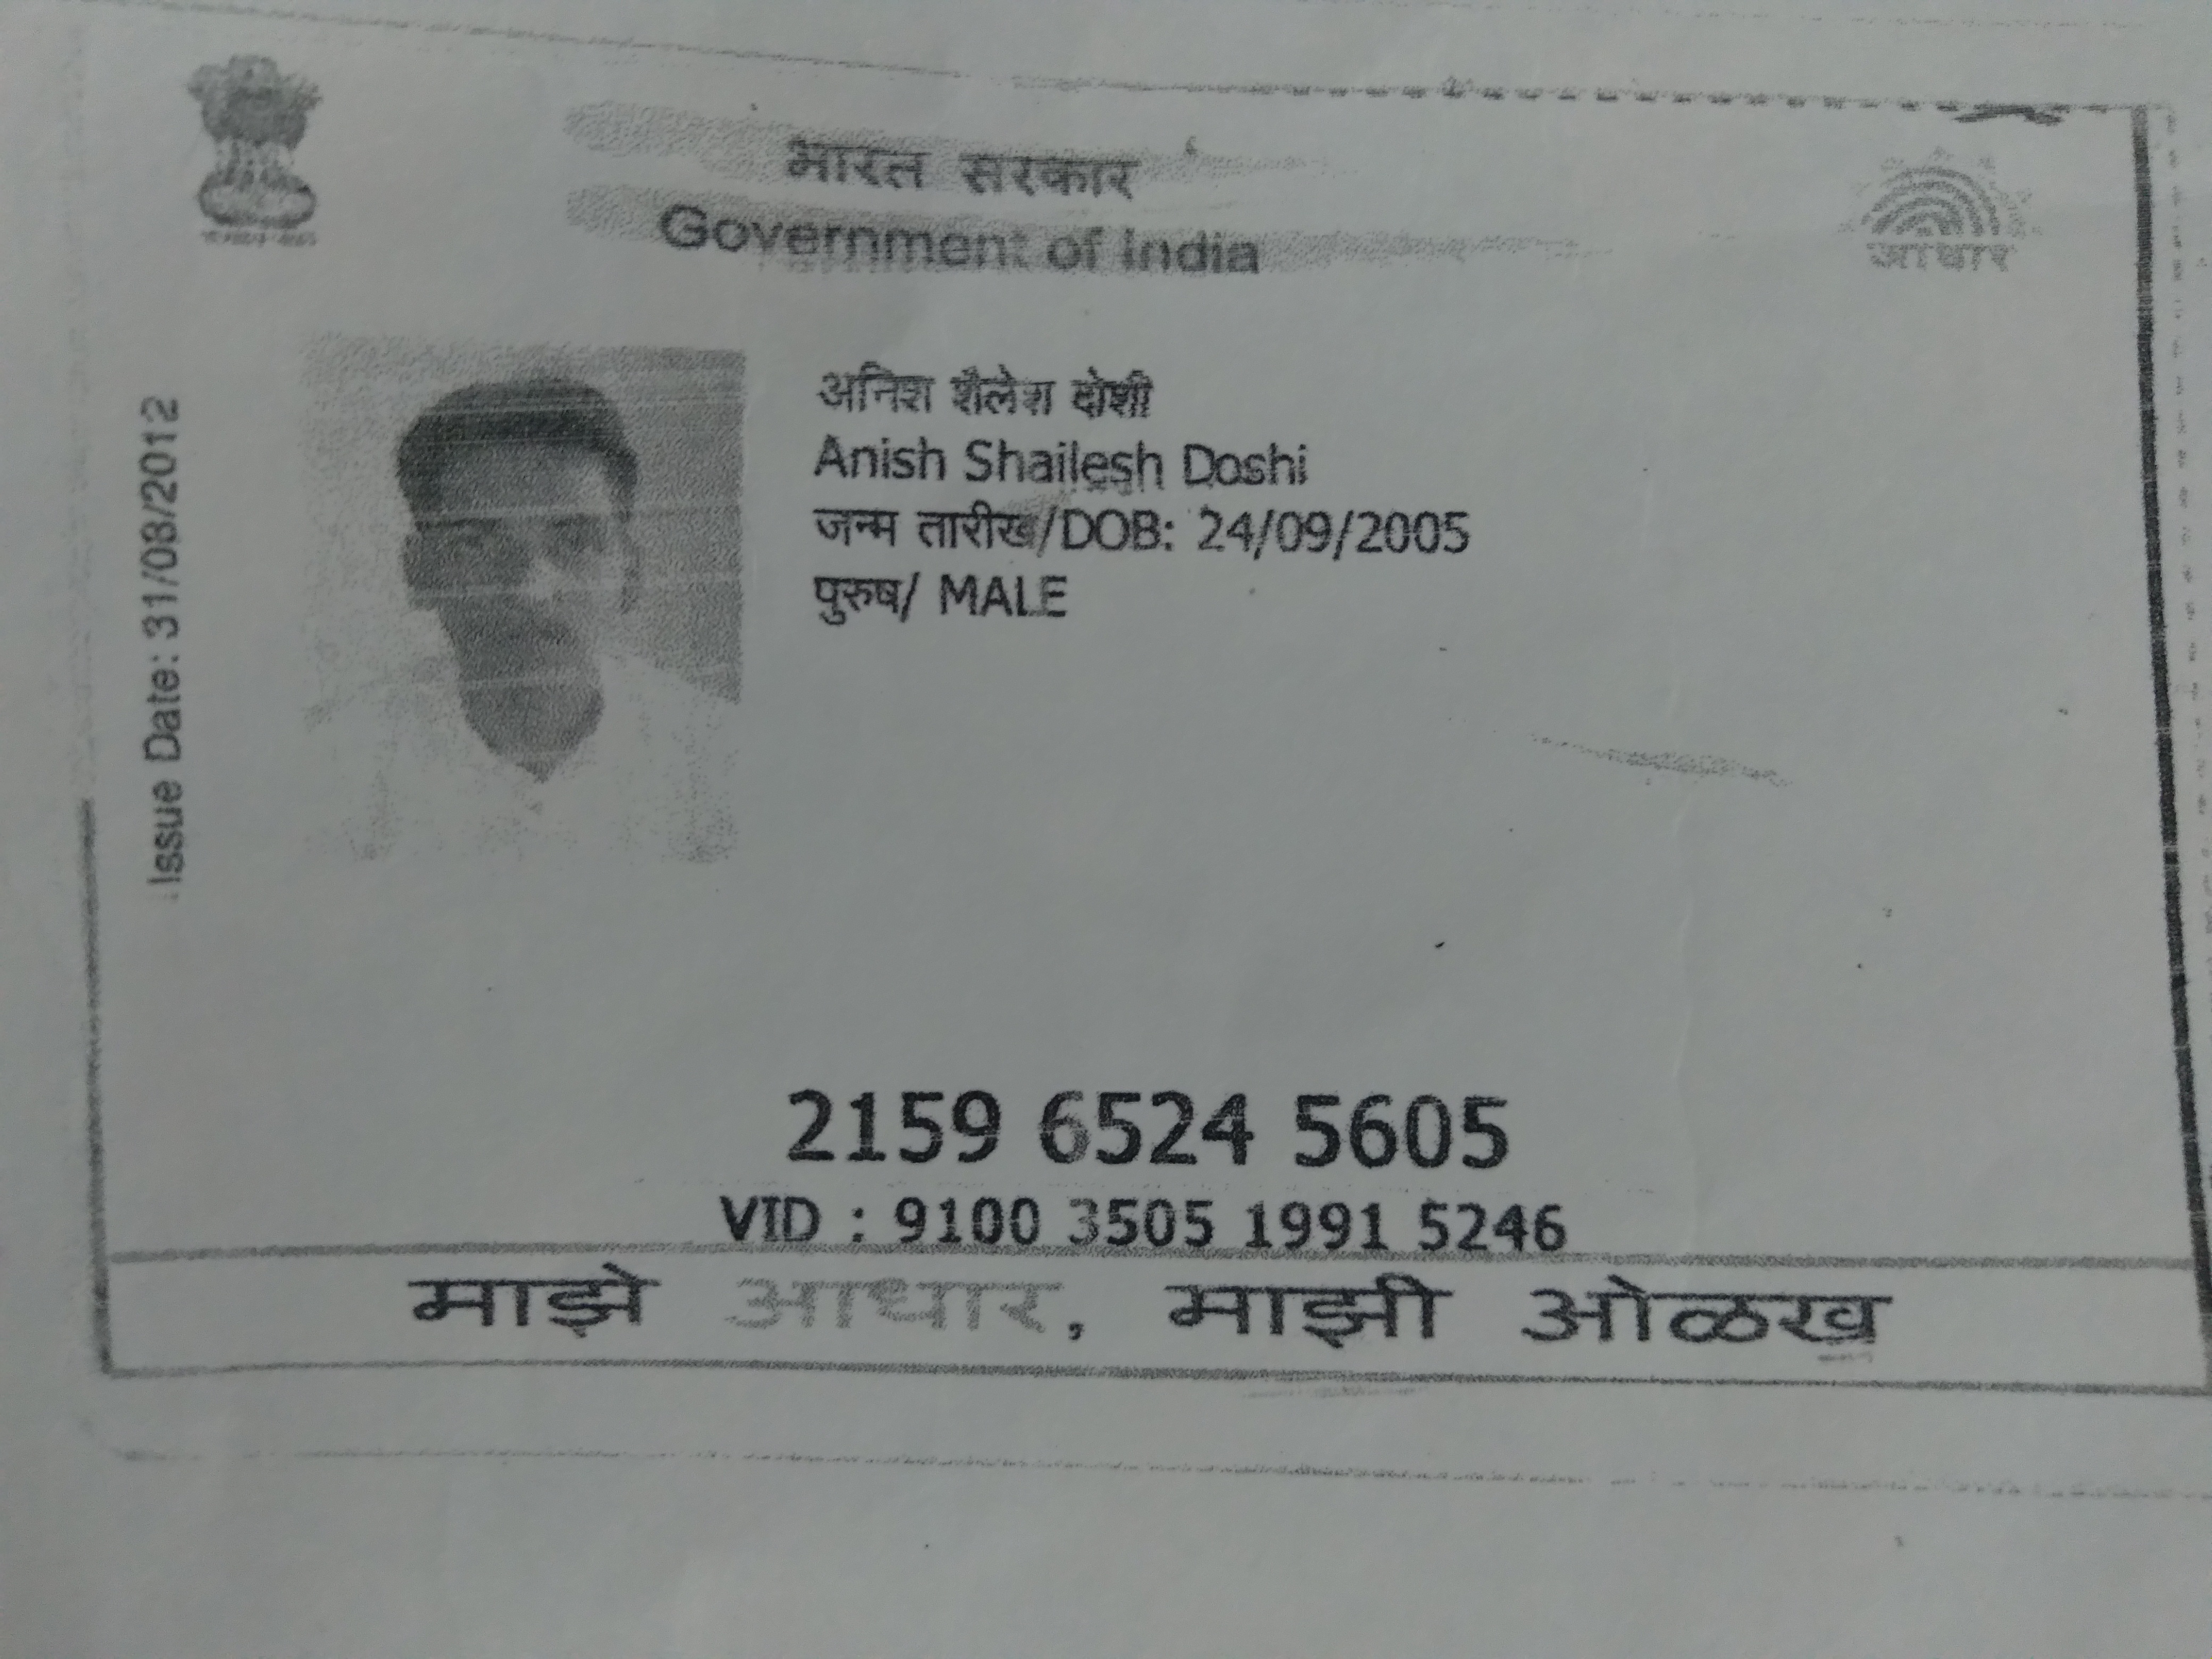 भारत सरकार
Government of India
आधार
Issue Date: 31/08/2012
अनिश शैलेश दोशी
Anish Shailesh Doshi
जन्म तारीख/DOB: 24/09/2005
पुरुष/ MALE
2159 6524 5605
VID : 9100 3505 1991 5246
माझे आधार, माझी ओळख